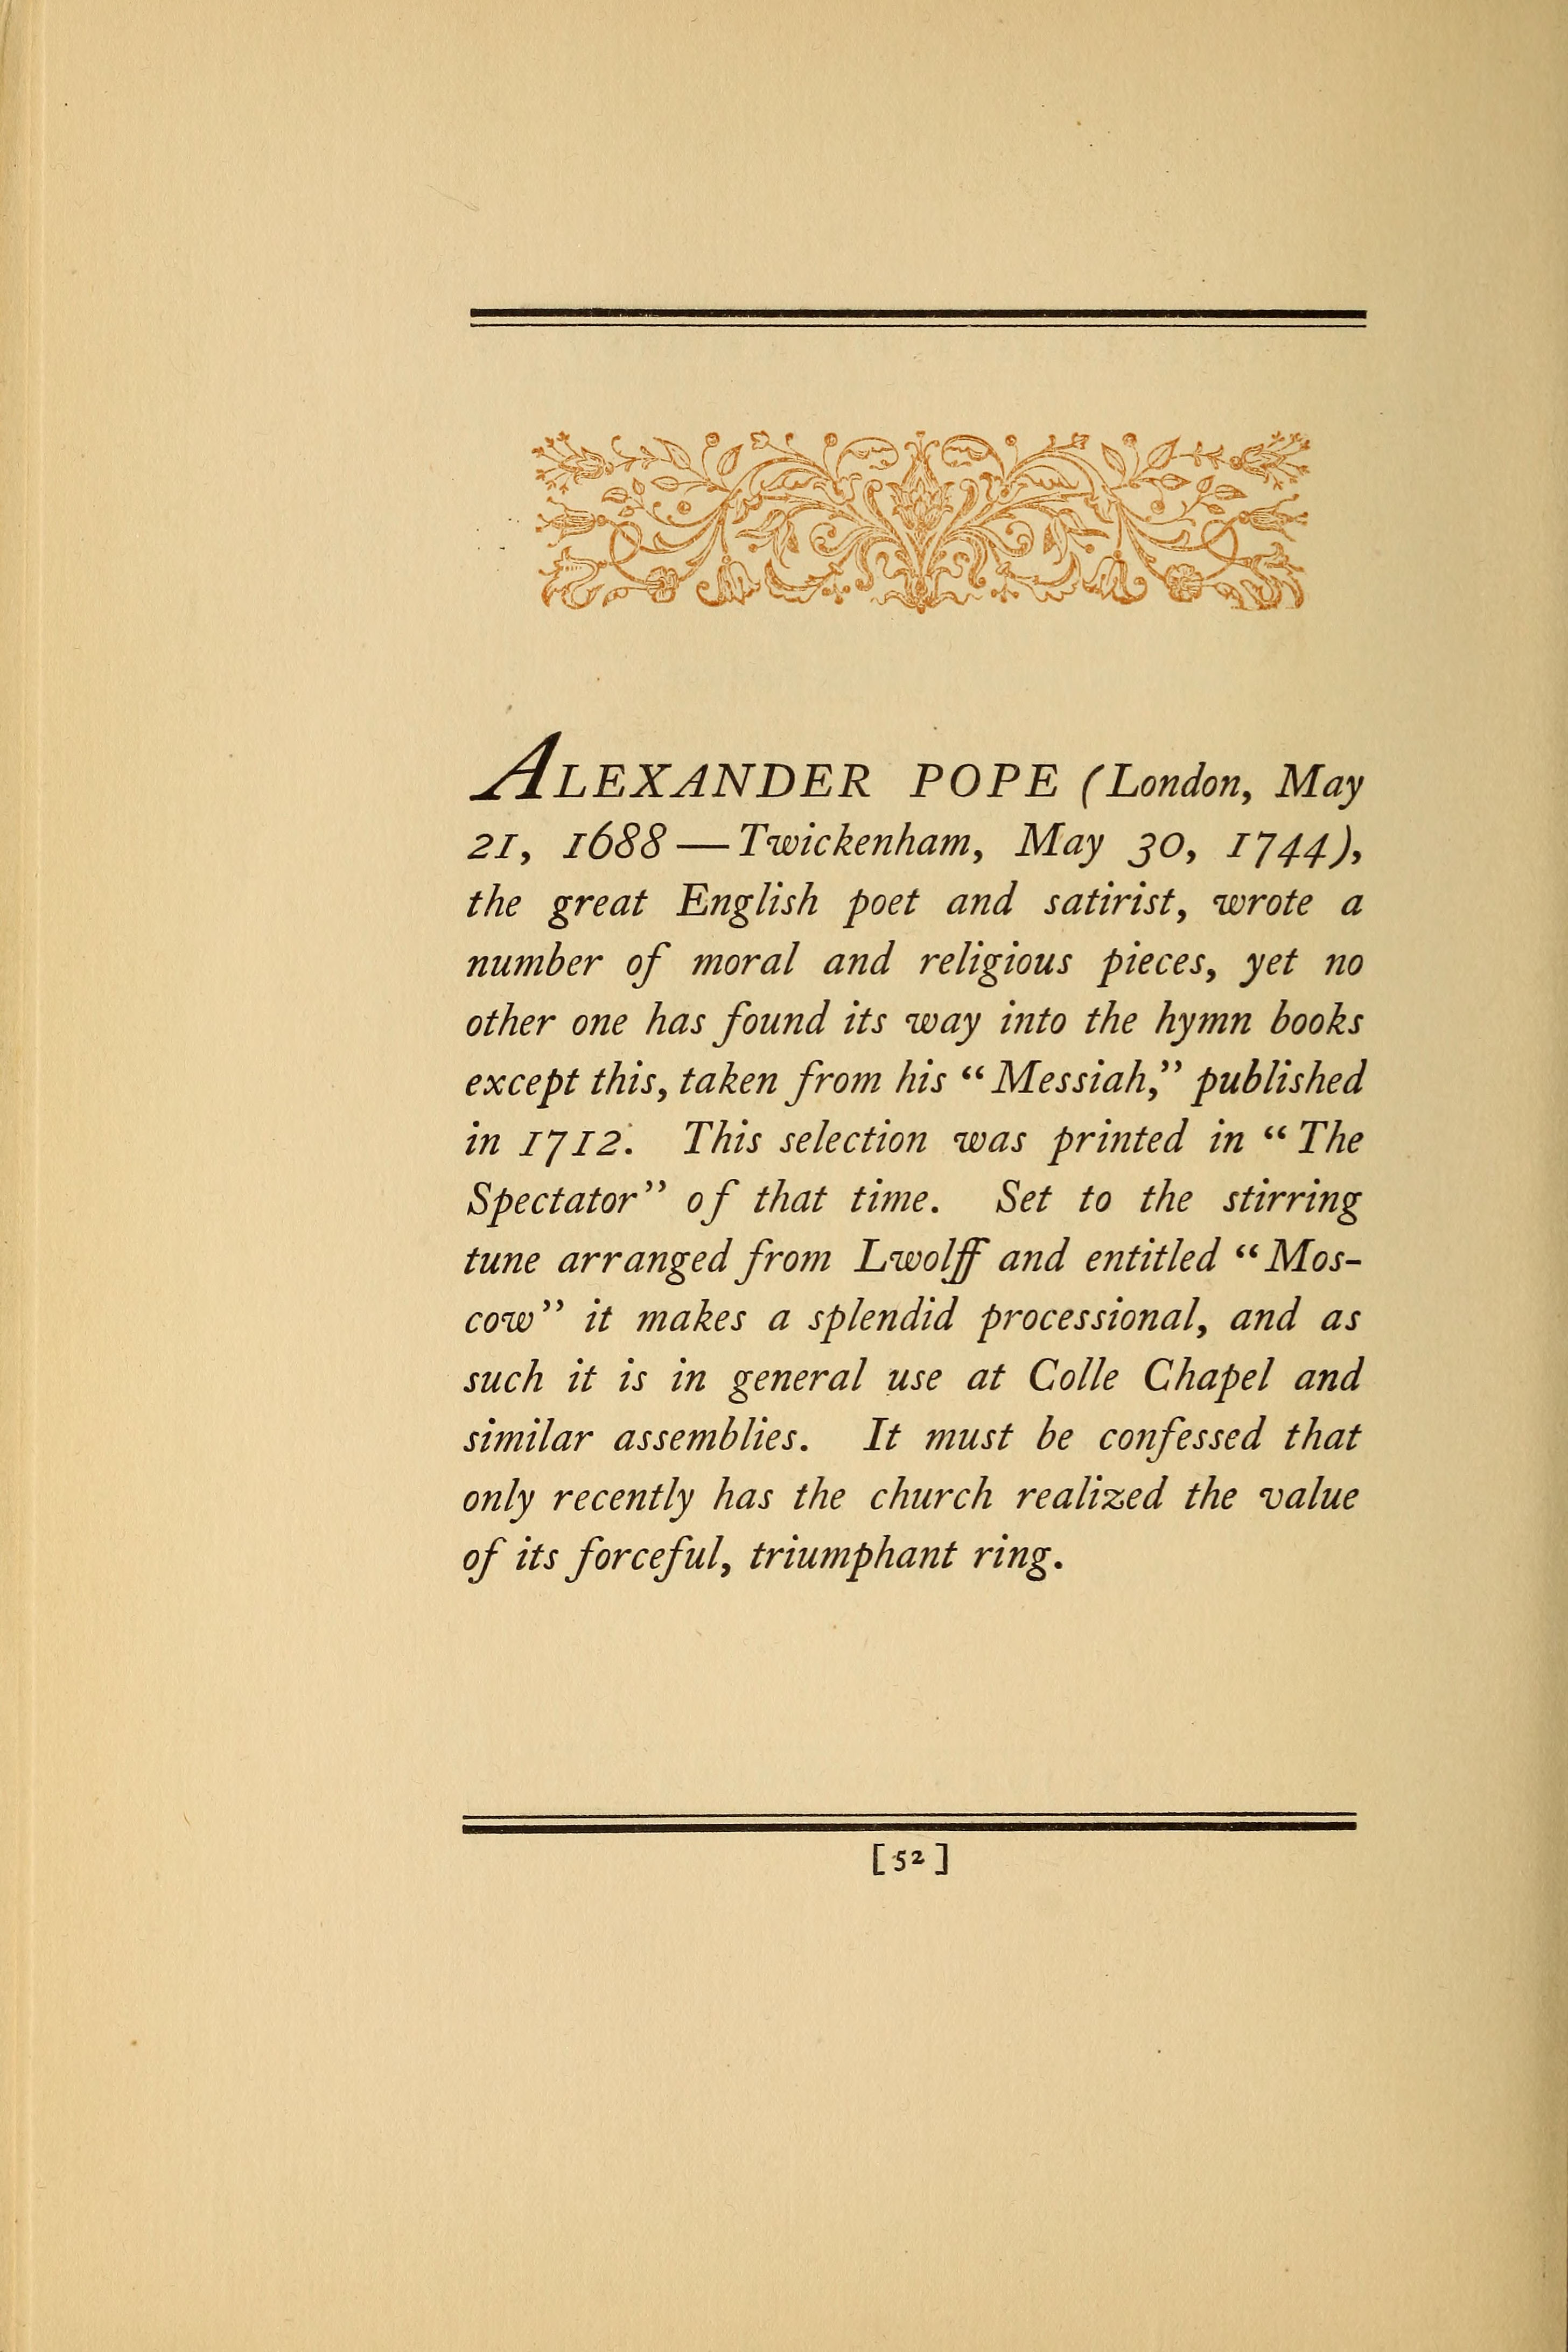 ALEXANDER POPE (London, May
21, 1688—Twickenham, May 30, 1744),
the great English poet and satirist, wrote a
number of moral and religious pieces, yet no
other one has found its way into the hymn books
except this, taken from his “Messiah,” published
in 1712. This selection was printed in “The
Spectator” of that time. Set to the stirring
tune arranged from Lwolff and entitled “Mos-
cow” it makes a splendid processional, and as
such it is in general use at Colle Chapel and
similar assemblies. It must be confessed that
only recently has the church realized the value
of its forceful, triumphant ring.
[52]